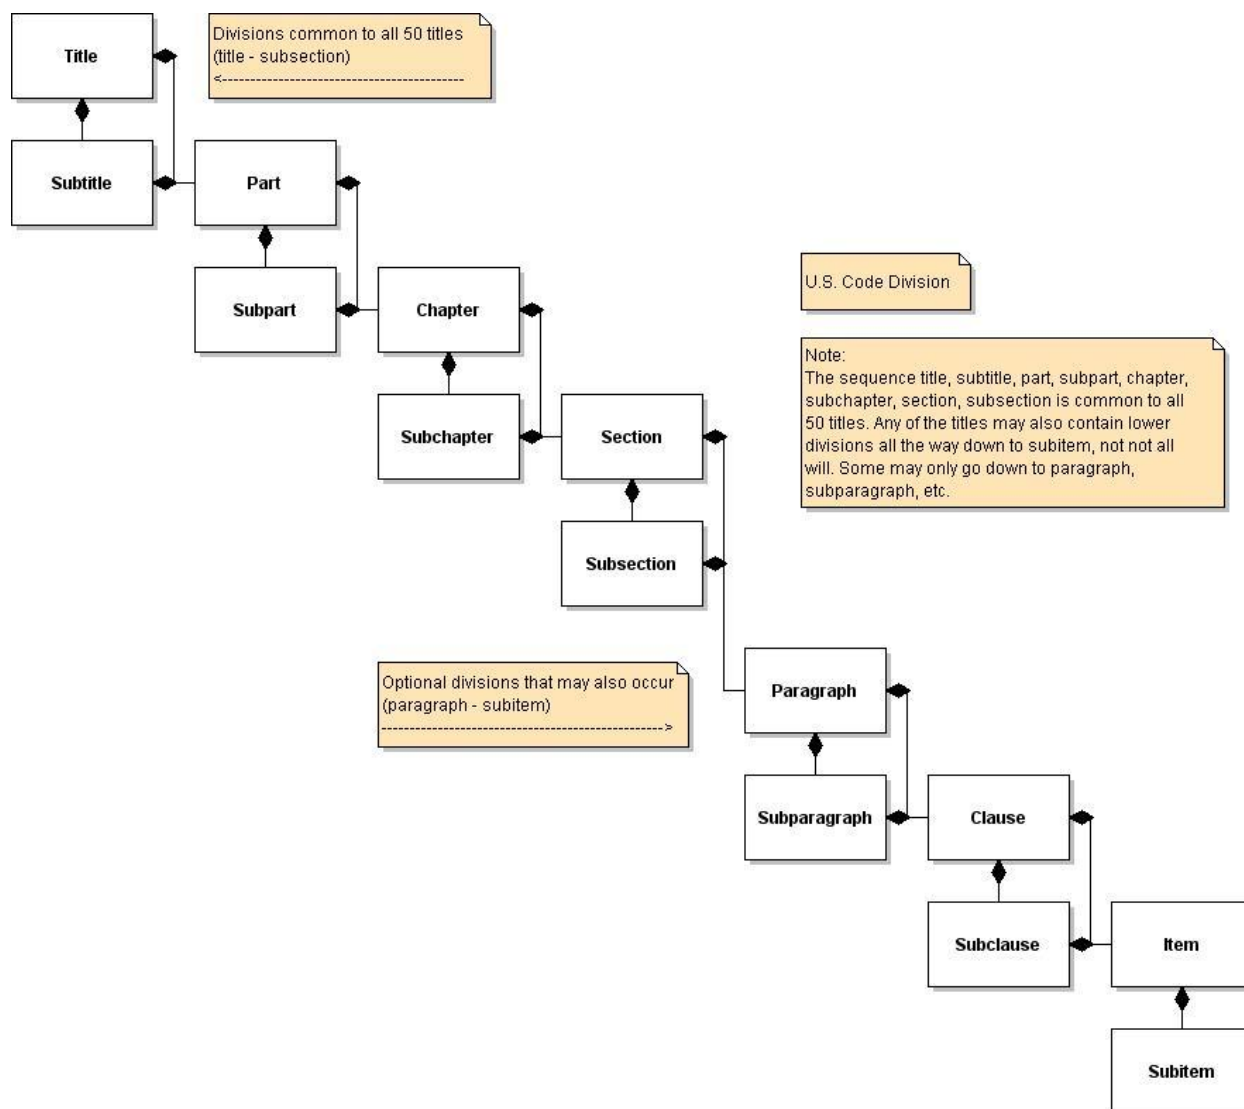 Title
Divisions common to all 50 titles
(title - subsection)
<------------------------------------------
Subtitle
Part
Subpart
Chapter
U.S. Code Division
Subchapter
Section
Note:
The sequence title, subtitle, part, subpart, chapter,
subchapter, section, subsection is common to all
50 titles. Any of the titles may also contain lower
divisions all the way down to subitem, not not all
will. Some may only go down to paragraph,
subparagraph, etc.
Subsection
Optional divisions that may also occur
(paragraph - subitem)
------------------------------------------------->
Paragraph
Subparagraph
Clause
Subclause
Item
Subitem